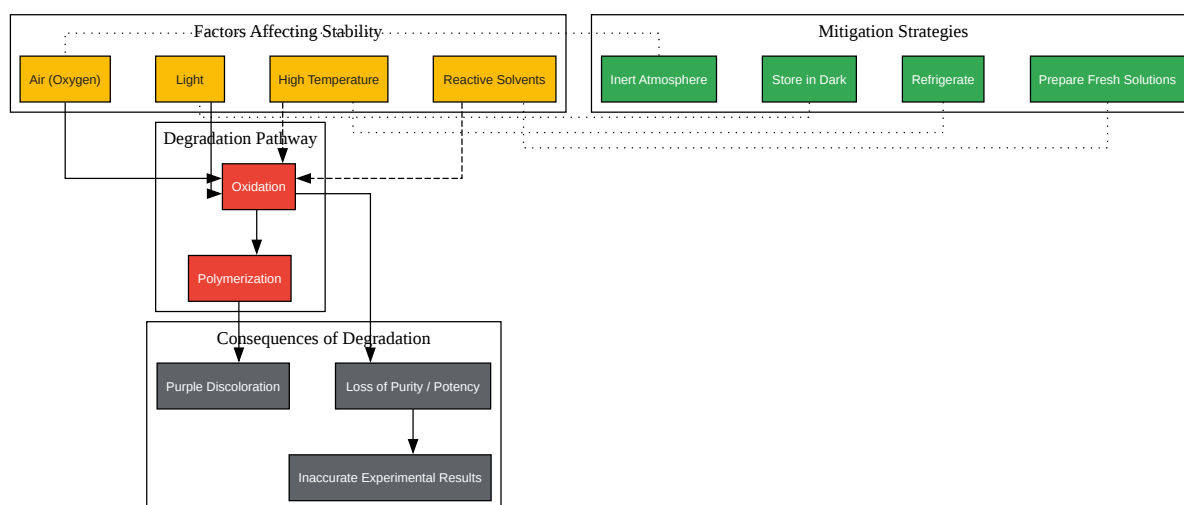 Factors Affecting Stability
Mitigation Strategies
Air (Oxygen)
Light
High Temperature
Reactive Solvents
Inert Atmosphere
Store in Dark
Refrigerate
Prepare Fresh Solutions
Degradation Pathway
Oxidation
Polymerization
Consequences of Degradation
Purple Discoloration
Loss of Purity / Potency
Inaccurate Experimental Results